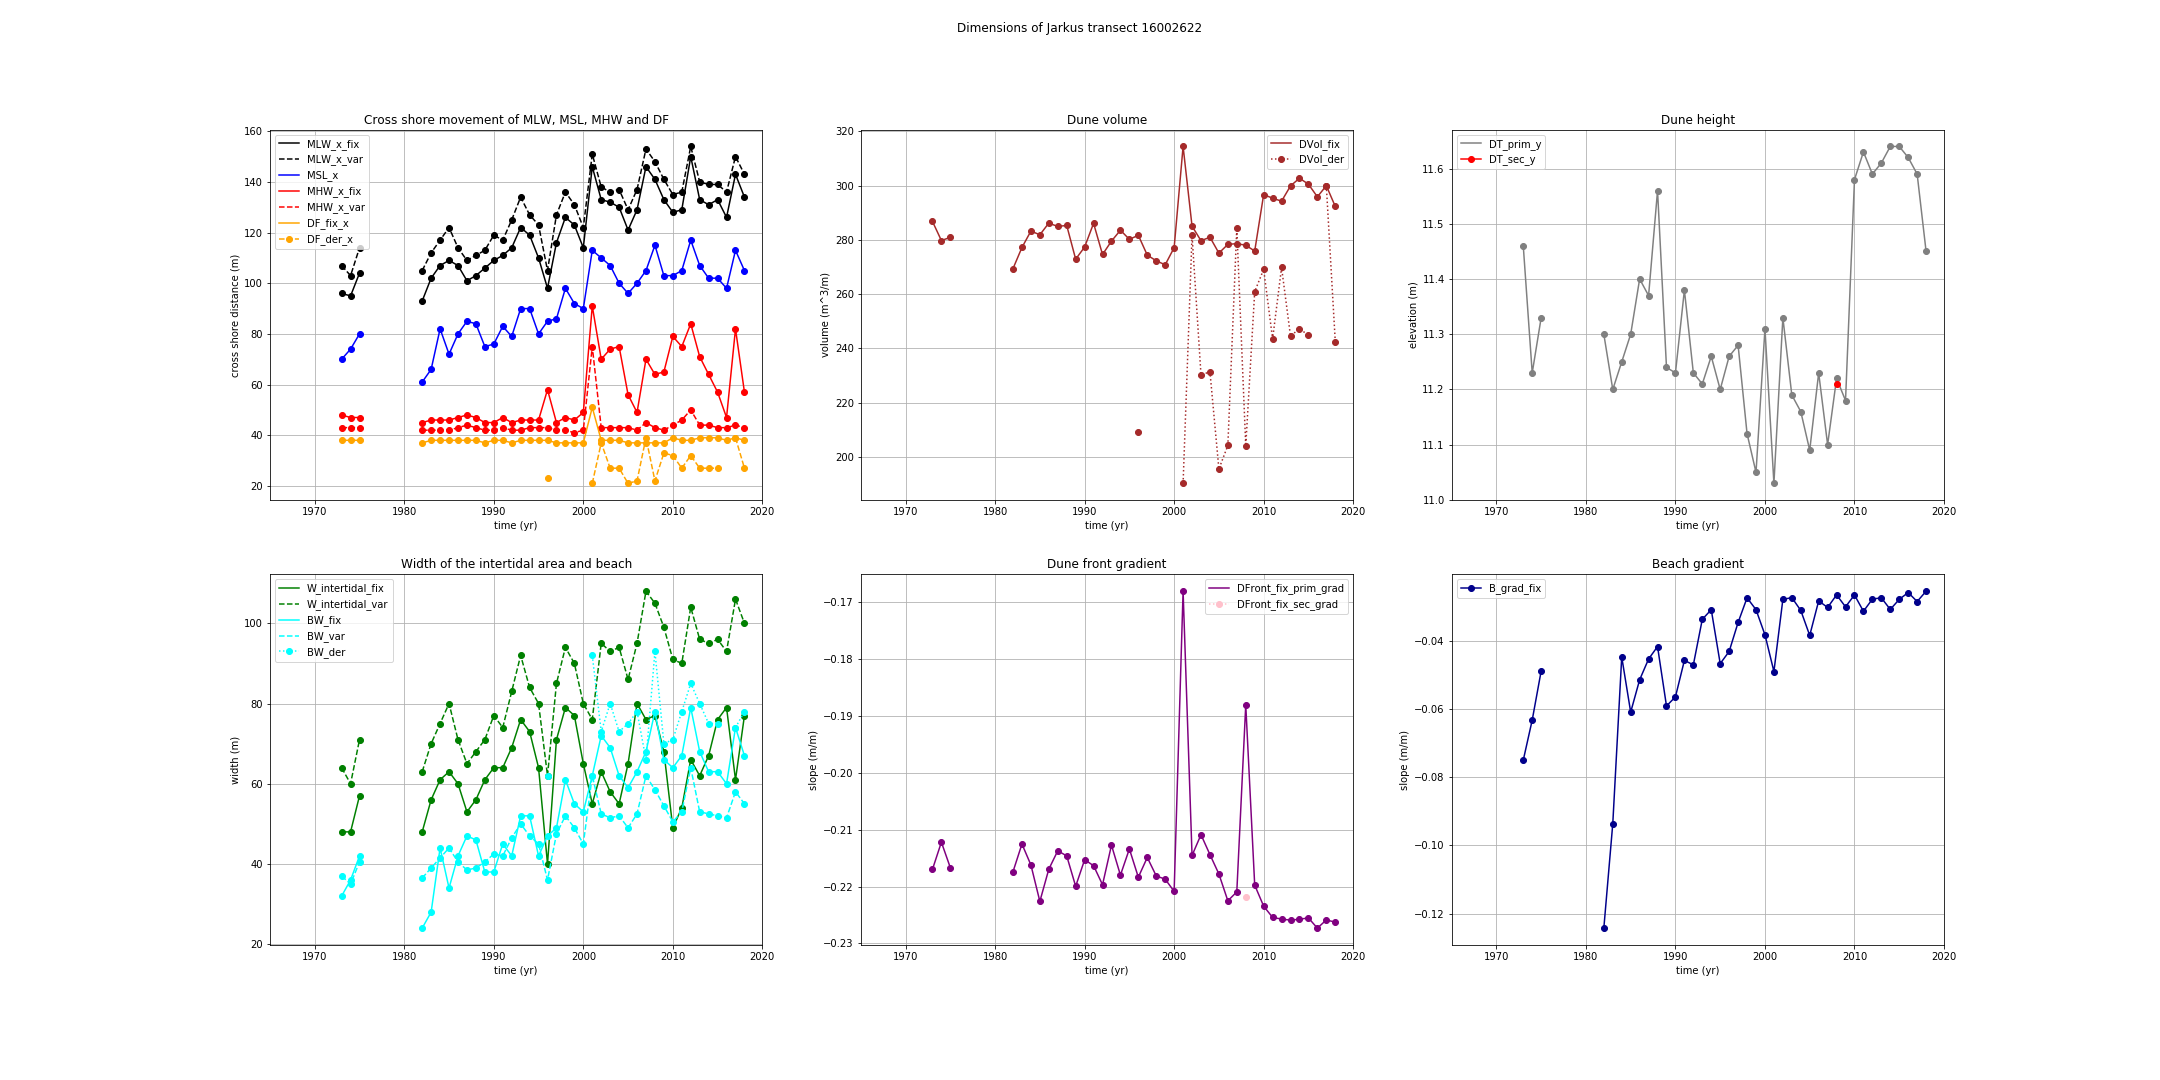 Dimensions of Jarkus transect 16002622
Cross shore movement of MLW, MSL, MHW and DF
160
140
120
100
80
60
40
20
cross shore distance (m)
MLW_x_fix
MLW_x_var
MSL_x
MHW_x_fix
MHW_x_var
DF_fix_x
DF_der_x
1970
1980
1990
2000
2010
2020
time (yr)
Dune volume
320
300
280
260
240
220
200
volume (m^3/m)
DVol_fix
DVol_der
1970
1980
1990
2000
2010
2020
time (yr)
Dune height
11.6
11.5
11.4
11.3
11.2
11.1
11.0
elevation (m)
DT_prim_y
DT_sec_y
1970
1980
1990
2000
2010
2020
time (yr)
Width of the intertidal area and beach
100
80
60
40
20
width (m)
W_intertidal_fix
W_intertidal_var
BW_fix
BW_var
BW_der
1970
1980
1990
2000
2010
2020
time (yr)
Dune front gradient
−0.17
−0.18
−0.19
−0.20
−0.21
−0.22
−0.23
slope (m/m)
DFront_fix_prim_grad
DFront_fix_sec_grad
1970
1980
1990
2000
2010
2020
time (yr)
Beach gradient
−0.04
−0.06
−0.08
−0.10
−0.12
slope (m/m)
B_grad_fix
1970
1980
1990
2000
2010
2020
time (yr)